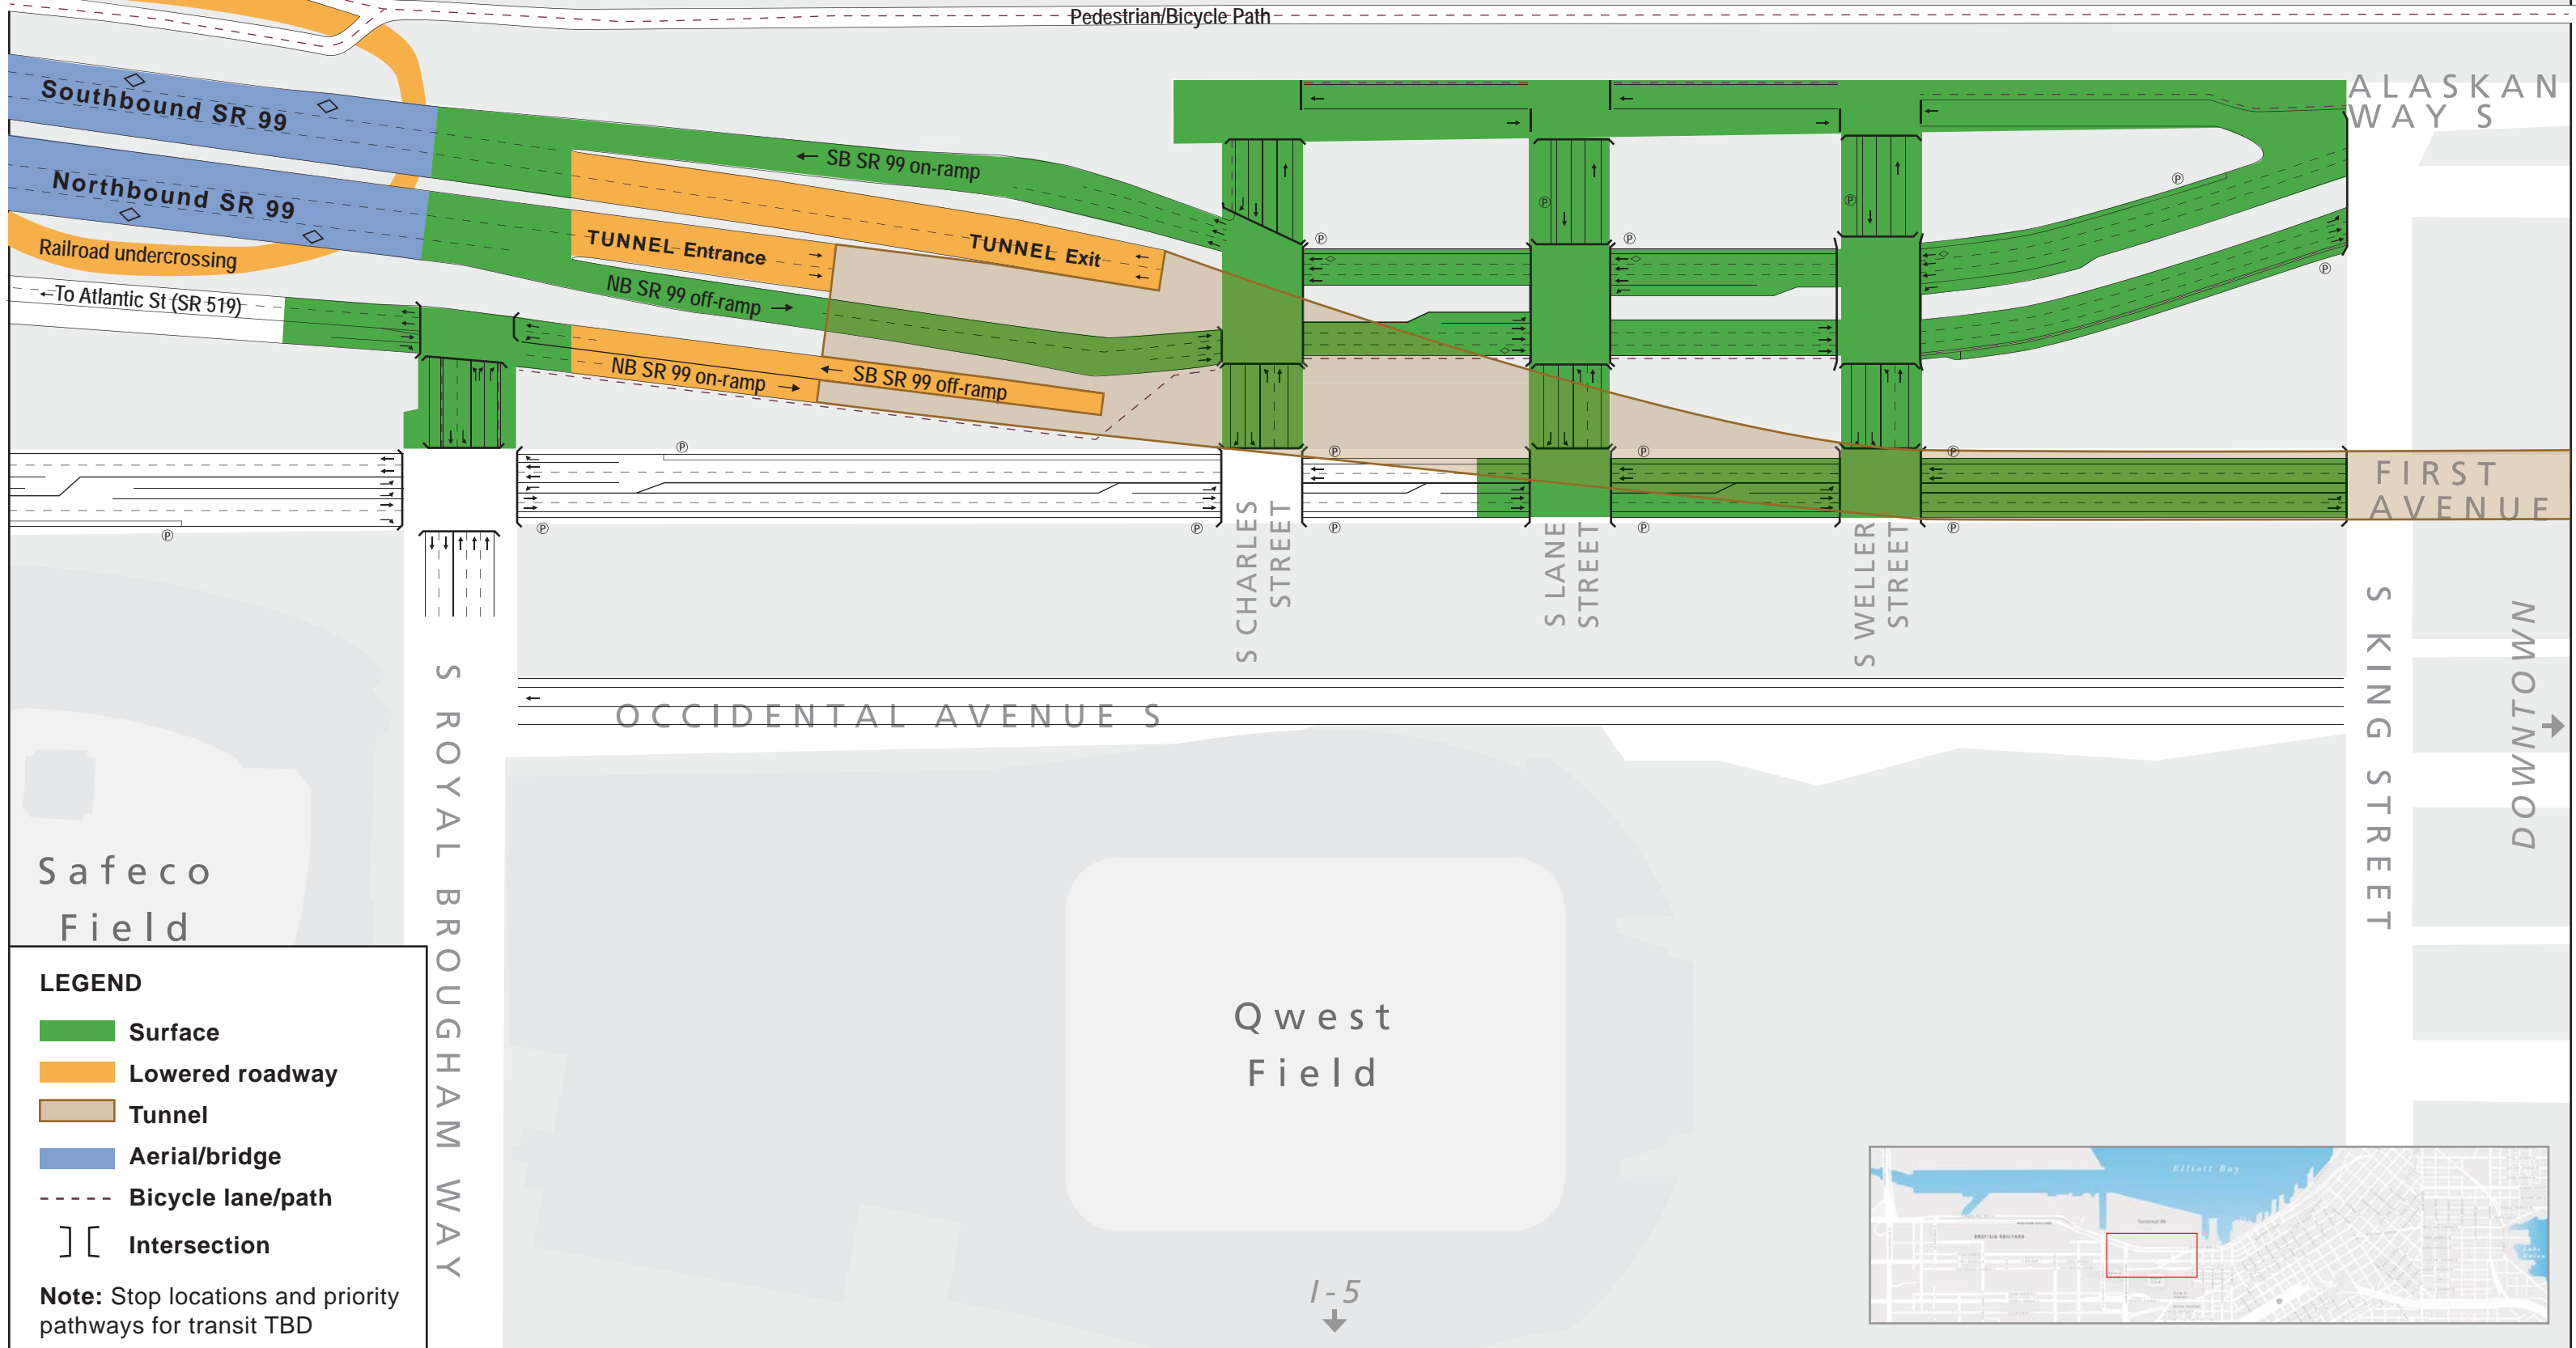 Pedestrian/Bicycle Path
ALASKAN
WAY S
Southbound SR 99
SB SR 99 on-ramp
Northbound SR 99
TUNNEL Entrance
TUNNEL Exit
Railroad undercrossing
NB SR 99 off-ramp
To Atlantic St (SR 519)
NB SR 99 on-ramp
SB SR 99 off-ramp
FIRST
AVENUE
S CHARLES
STREET
S LANE
STREET
S WELLER
STREET
S KING STREET
DOWNTOWN
S ROYAL BROUGHAM WAY
OCCIDENTAL AVENUE S
Safeco
Field
Qwest
Field
I-5
LEGEND
Surface
Lowered roadway
Tunnel
Aerial/bridge
Bicycle lane/path
Intersection
Note: Stop locations and priority
pathways for transit TBD
Elliott Bay